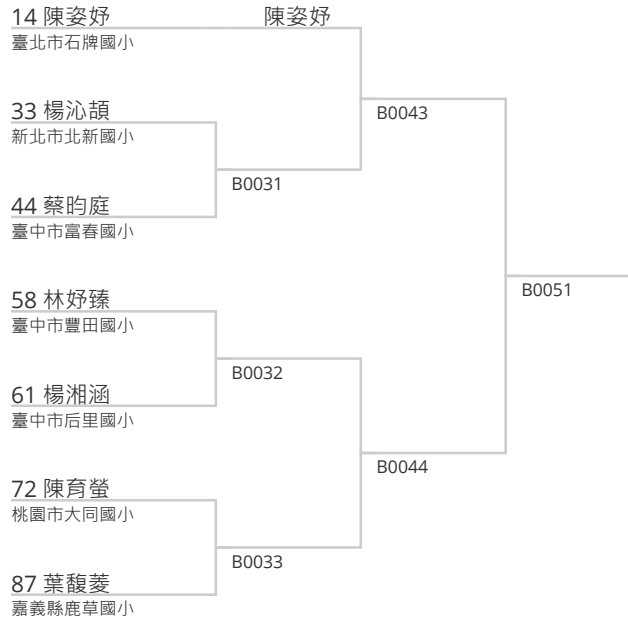 14 陳姿妤
陳姿妤
臺北市石牌國小
33 楊沁頡
新北市北新國小
B0043
B0031
44 蔡昀庭
臺中市富春國小
58 林妤臻
臺中市豐田國小
B0051
B0032
61 楊湘涵
臺中市后里國小
B0044
72 陳育螢
桃園市大同國小
B0033
87 葉馥菱
嘉義縣鹿草國小